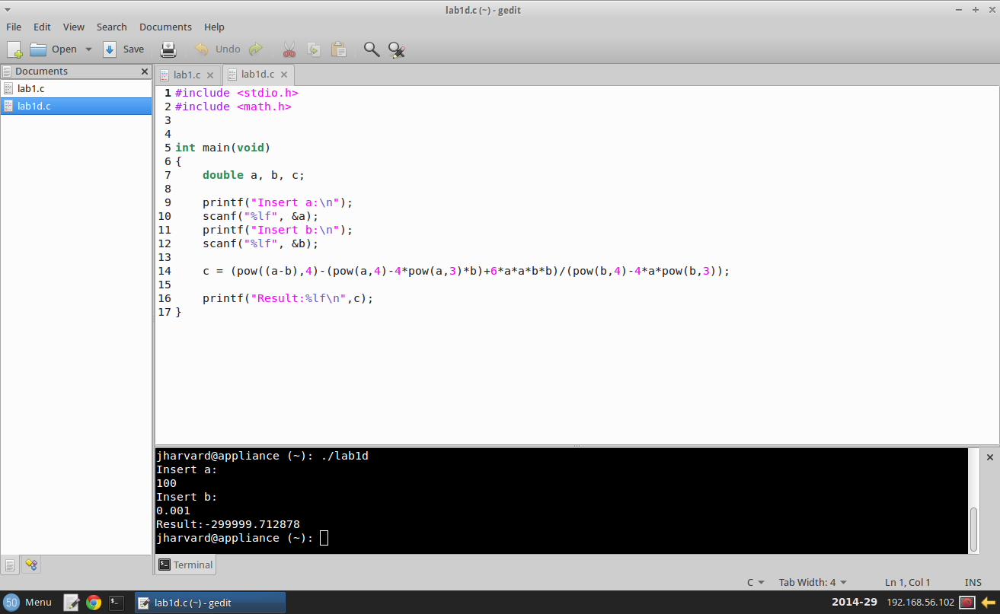 lab1d.c (~) - gedit
File Edit View Search Documents Help
Open Save Undo
Documents
lab1.c
lab1d.c
lab1.c lab1d.c
1 #include <stdio.h>
2 #include <math.h>
3
4
5 int main(void)
6 {
7     double a, b, c;
8
9     printf("Insert a:\n");
10     scanf("%lf", &a);
11     printf("Insert b:\n");
12     scanf("%lf", &b);
13
14     c = (pow((a-b),4)-(pow(a,4)-4*pow(a,3)*b)+6*a*a*b*b)/(pow(b,4)-4*a*pow(b,3));
15
16     printf("Result:%lf\n",c);
17 }
jharvard@appliance (~): ./lab1d
Insert a:
100
Insert b:
0.001
Result:-299999.712878
jharvard@appliance (~):
Terminal
C Tab Width: 4 Ln 1, Col 1 INS
50 Menu lab1d.c (~) - gedit 2014-29 192.168.56.102